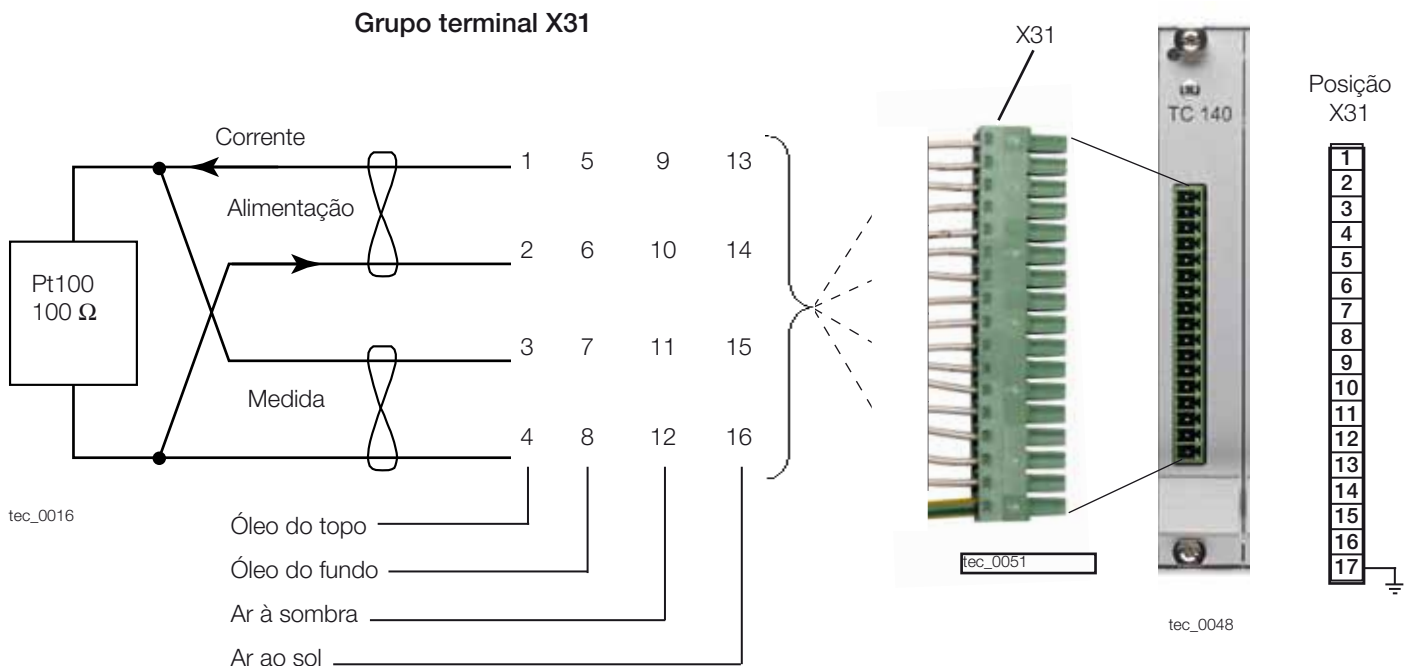 Grupo terminal X31
Corrente
Alimentação
Pt100
100 Ω
Medida
1 5 9 13
2 6 10 14
3 7 11 15
4 8 12 16
tec_0016
Óleo do topo
Óleo do fundo
Ar à sombra
Ar ao sol
X31
tec_0051
TC 140
tec_0048
Posição
X31
1
2
3
4
5
6
7
8
9
10
11
12
13
14
15
16
17